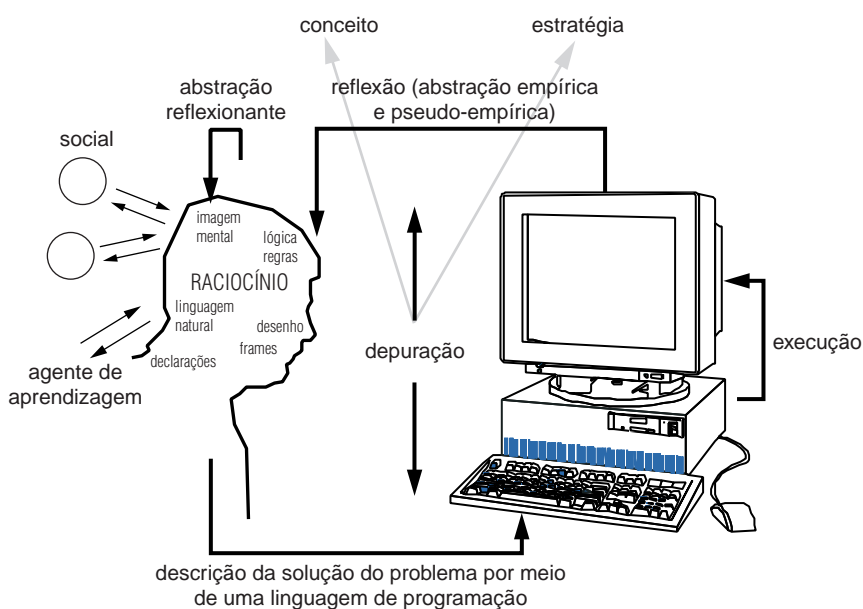 conceito
estratégia
abstração
reflexionante
reflexão (abstração empírica
e pseudo-empírica)
social
imagem
mental
lógica
regras
RACIOCÍNIO
linguagem
natural
desenho
frames
declarações
agente de
aprendizagem
depuração
execução
descrição da solução do problema por meio
de uma linguagem de programação